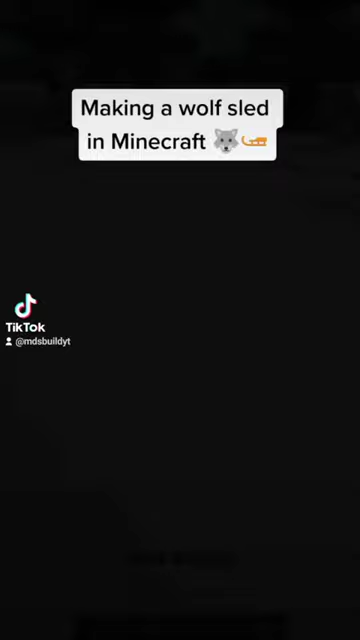 Making a wolf sled
in Minecraft 🐺🛷
TikTok
@mdsbuildyt